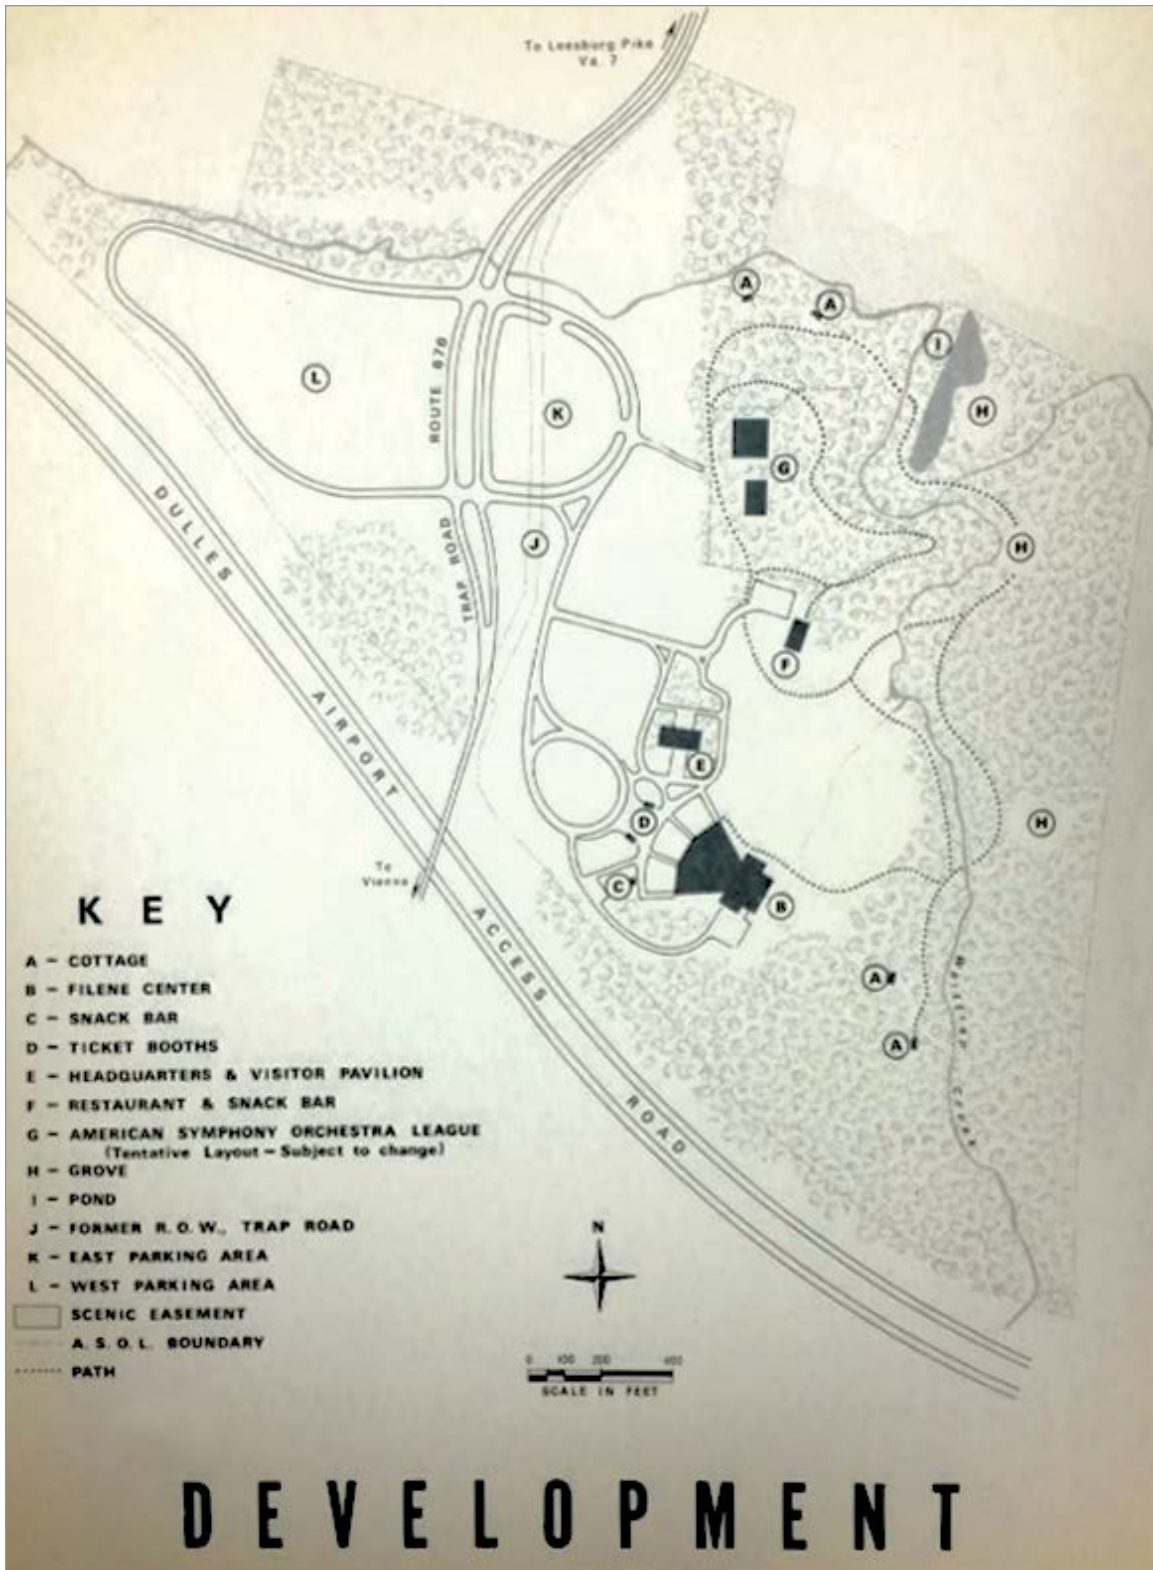 To Leesburg Pike
Va. 7
A
A
I
L
ROUTE 676
K
H
G
DULLES
TRAP ROAD
J
H
F
AIRPORT
E
D
H
To
Vienna
C
B
ACCESS
A
Creek
A
ROAD
KEY
A – COTTAGE
B – FILENE CENTER
C – SNACK BAR
D – TICKET BOOTHS
E – HEADQUARTERS & VISITOR PAVILION
F – RESTAURANT & SNACK BAR
G – AMERICAN SYMPHONY ORCHESTRA LEAGUE
(Tentative Layout – Subject to change)
H – GROVE
I – POND
J – FORMER R.O.W., TRAP ROAD
K – EAST PARKING AREA
L – WEST PARKING AREA
SCENIC EASEMENT
A.S.O.L. BOUNDARY
PATH
N
0 100 200 400
SCALE IN FEET
DEVELOPMENT